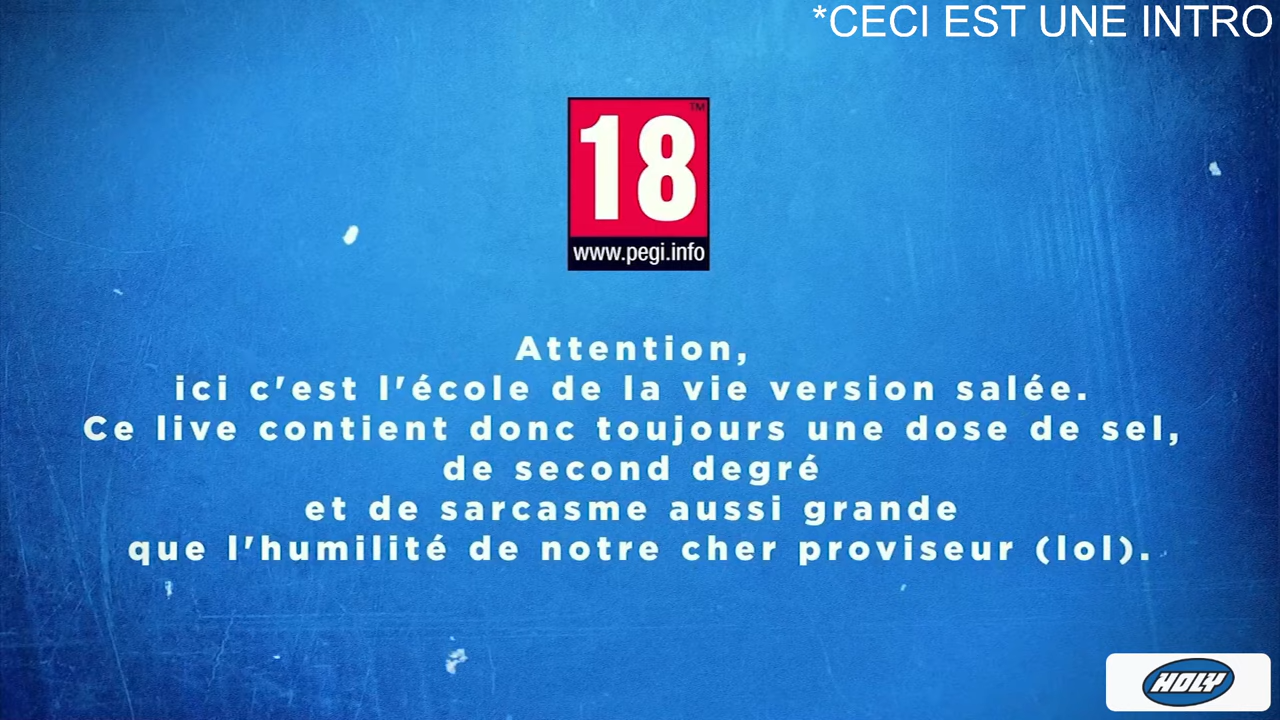 *CECI EST UNE INTRO
18
TM
www.pegi.info
Attention,
ici c'est l'école de la vie version salée.
Ce live contient donc toujours une dose de sel,
de second degré
et de sarcasme aussi grande
que l'humilité de notre cher proviseur (lol).
HOLY